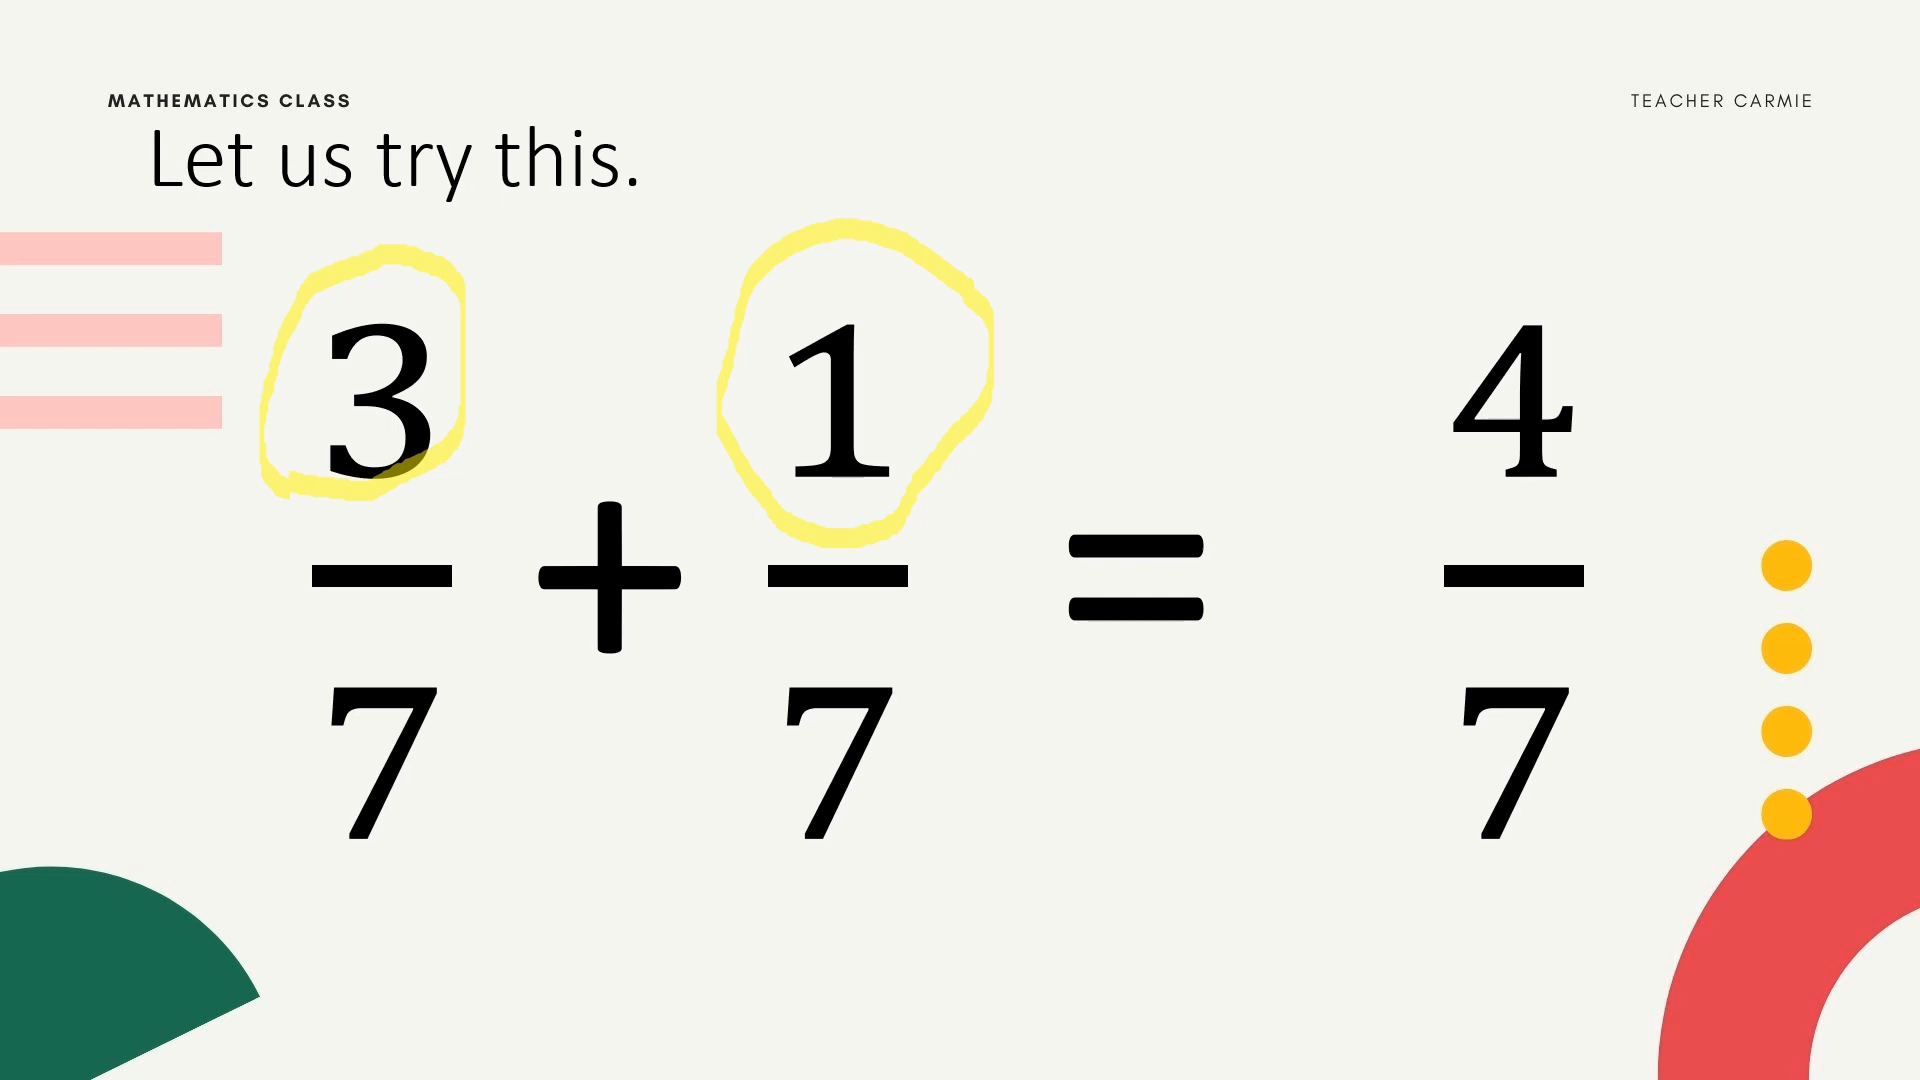 MATHEMATICS CLASS
TEACHER CARMIE
Let us try this.
3/7 + 1/7 = 4/7